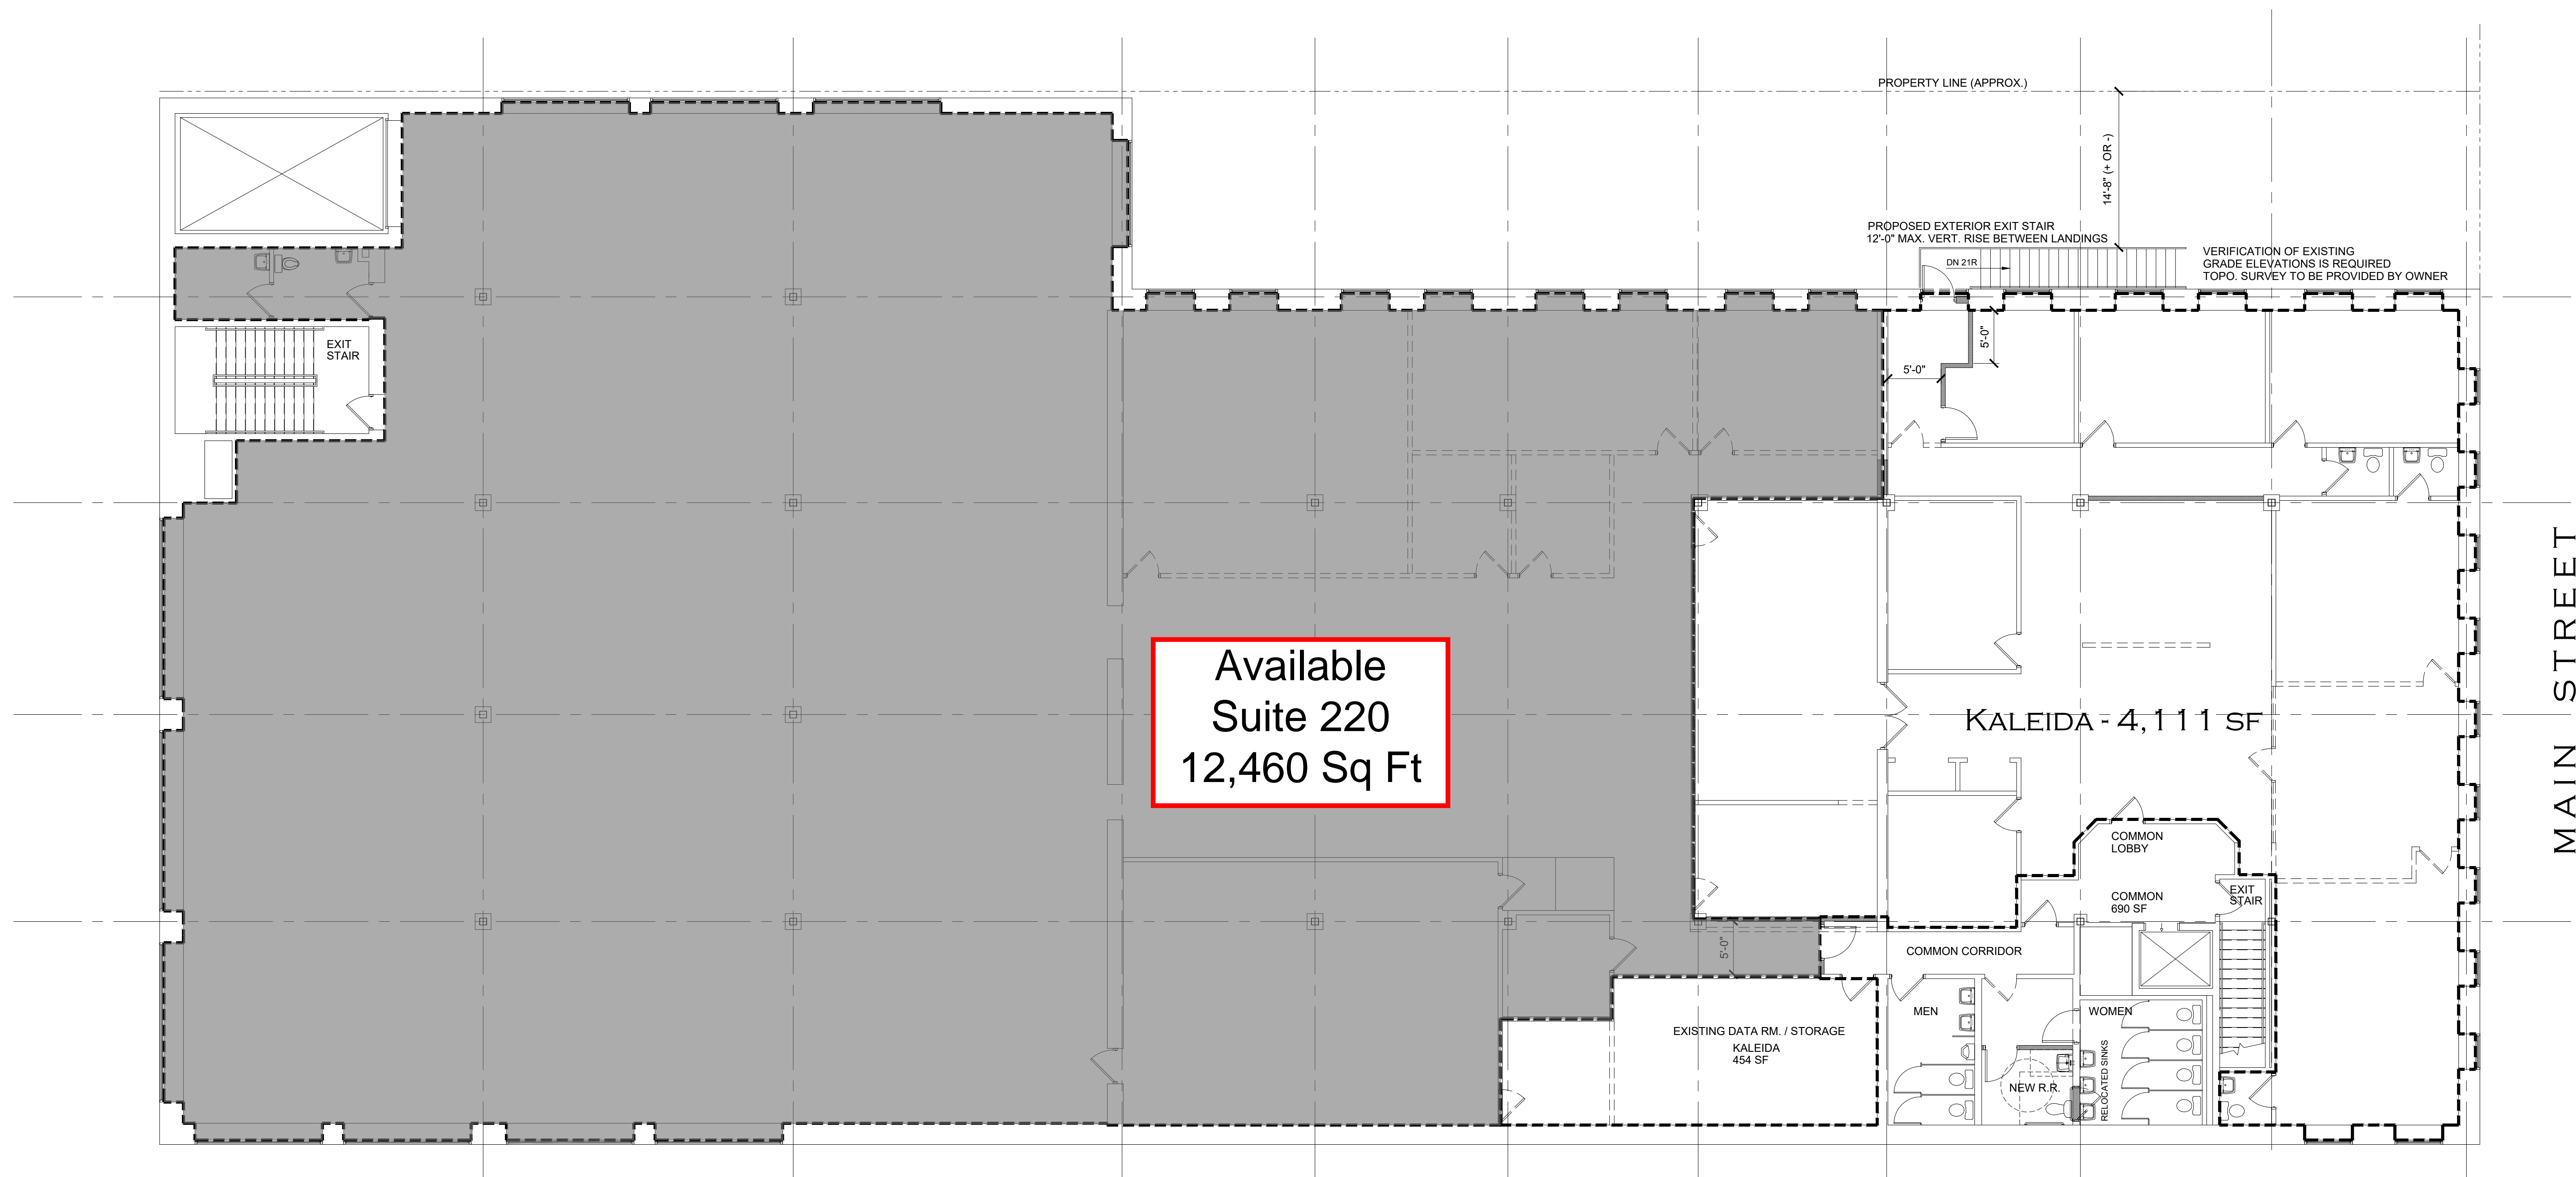 PROPERTY LINE (APPROX.)
14'-8" (+ OR -)
PROPOSED EXTERIOR EXIT STAIR
12'-0" MAX. VERT. RISE BETWEEN LANDINGS
VERIFICATION OF EXISTING
GRADE ELEVATIONS IS REQUIRED
TOPO. SURVEY TO BE PROVIDED BY OWNER
DN 21R
EXIT
STAIR
5'-0"
5'-0"
Available
Suite 220
12,460 Sq Ft
KALEIDA - 4,111 SF
MAIN STREET
COMMON
LOBBY
COMMON
690 SF
EXIT
STAIR
5'-0"
COMMON CORRIDOR
MEN
WOMEN
EXISTING DATA RM. / STORAGE
KALEIDA
454 SF
NEW R.R.
RELOCATED SINKS